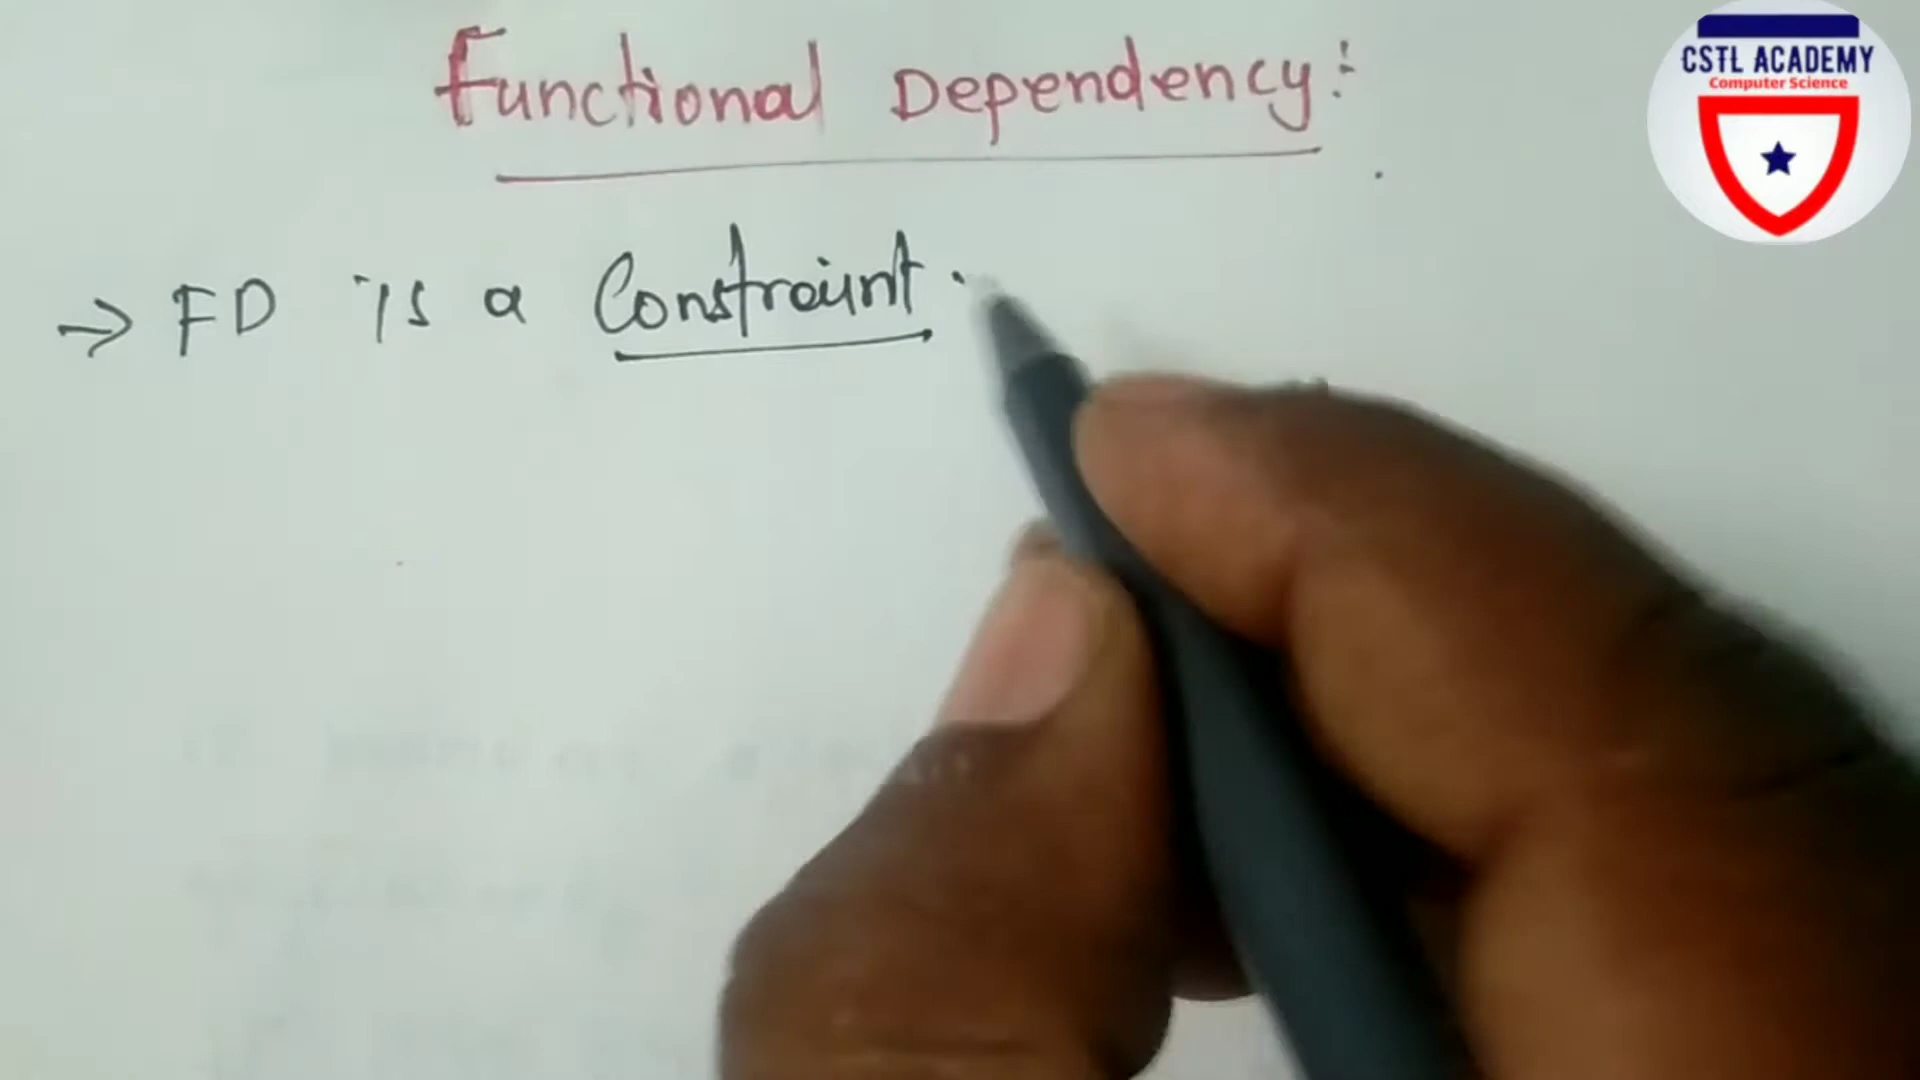 Functional Dependency:
CSTL ACADEMY
Computer Science
→ FD is a Constraint.